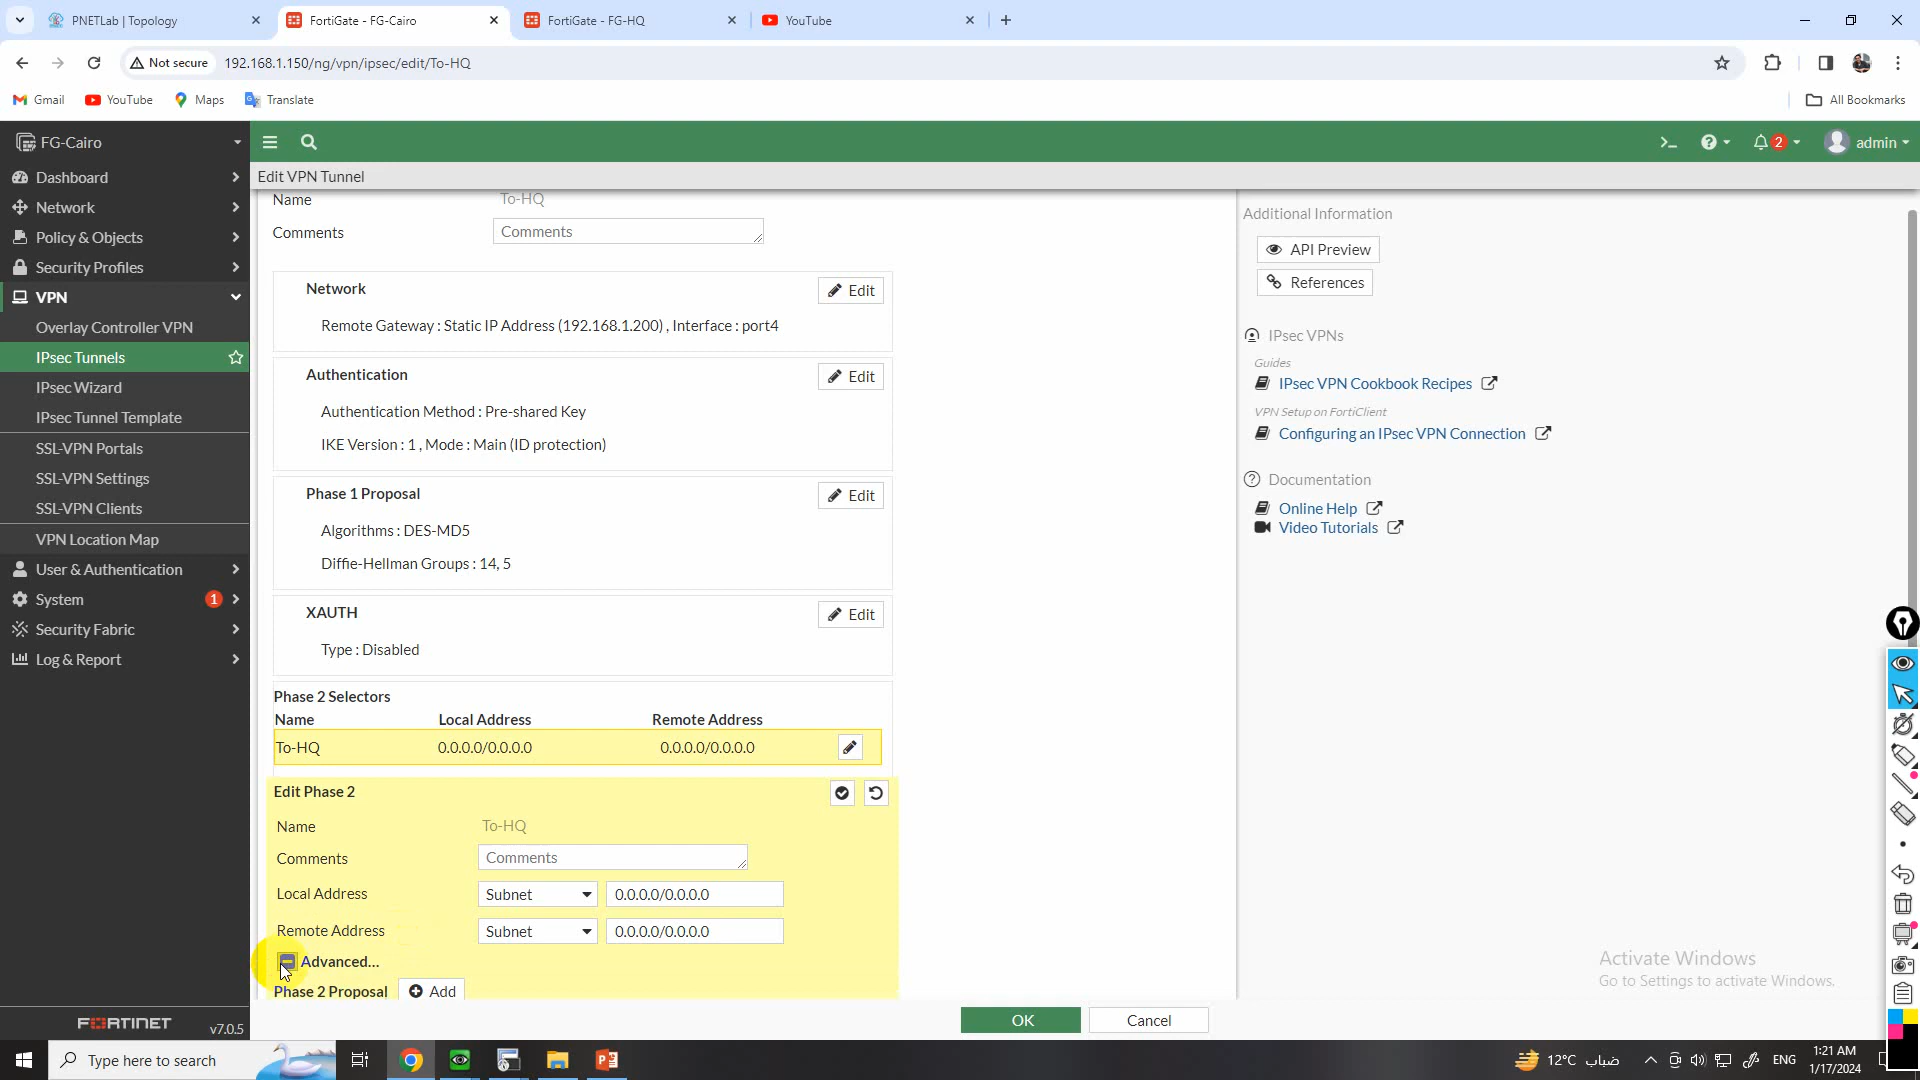 PNETLab | Topology
FortiGate - FG-Cairo
FortiGate - FG-HQ
YouTube
Not secure
192.168.1.150/ng/vpn/ipsec/edit/To-HQ
Gmail
YouTube
Maps
Translate
All Bookmarks
FG-Cairo
2
admin
Edit VPN Tunnel
Dashboard
Network
Policy & Objects
Security Profiles
VPN
Overlay Controller VPN
IPsec Tunnels
IPsec Wizard
IPsec Tunnel Template
SSL-VPN Portals
SSL-VPN Settings
SSL-VPN Clients
VPN Location Map
User & Authentication
System 1
Security Fabric
Log & Report
FORTINET v7.0.5
Name To-HQ
Comments Comments
Network Edit
Remote Gateway : Static IP Address (192.168.1.200) , Interface : port4
Authentication Edit
Authentication Method : Pre-shared Key
IKE Version : 1 , Mode : Main (ID protection)
Phase 1 Proposal Edit
Algorithms : DES-MD5
Diffie-Hellman Groups : 14, 5
XAUTH Edit
Type : Disabled
Phase 2 Selectors
Name Local Address Remote Address
To-HQ 0.0.0.0/0.0.0.0 0.0.0.0/0.0.0.0
Edit Phase 2
Name To-HQ
Comments Comments
Local Address Subnet 0.0.0.0/0.0.0.0
Remote Address Subnet 0.0.0.0/0.0.0.0
Advanced...
Phase 2 Proposal Add
OK Cancel
Additional Information
API Preview
References
IPsec VPNs
Guides
IPsec VPN Cookbook Recipes
VPN Setup on FortiClient
Configuring an IPsec VPN Connection
Documentation
Online Help
Video Tutorials
Activate Windows
Go to Settings to activate Windows.
Type here to search
12°C ضباب
ENG
1:21 AM
1/17/2024